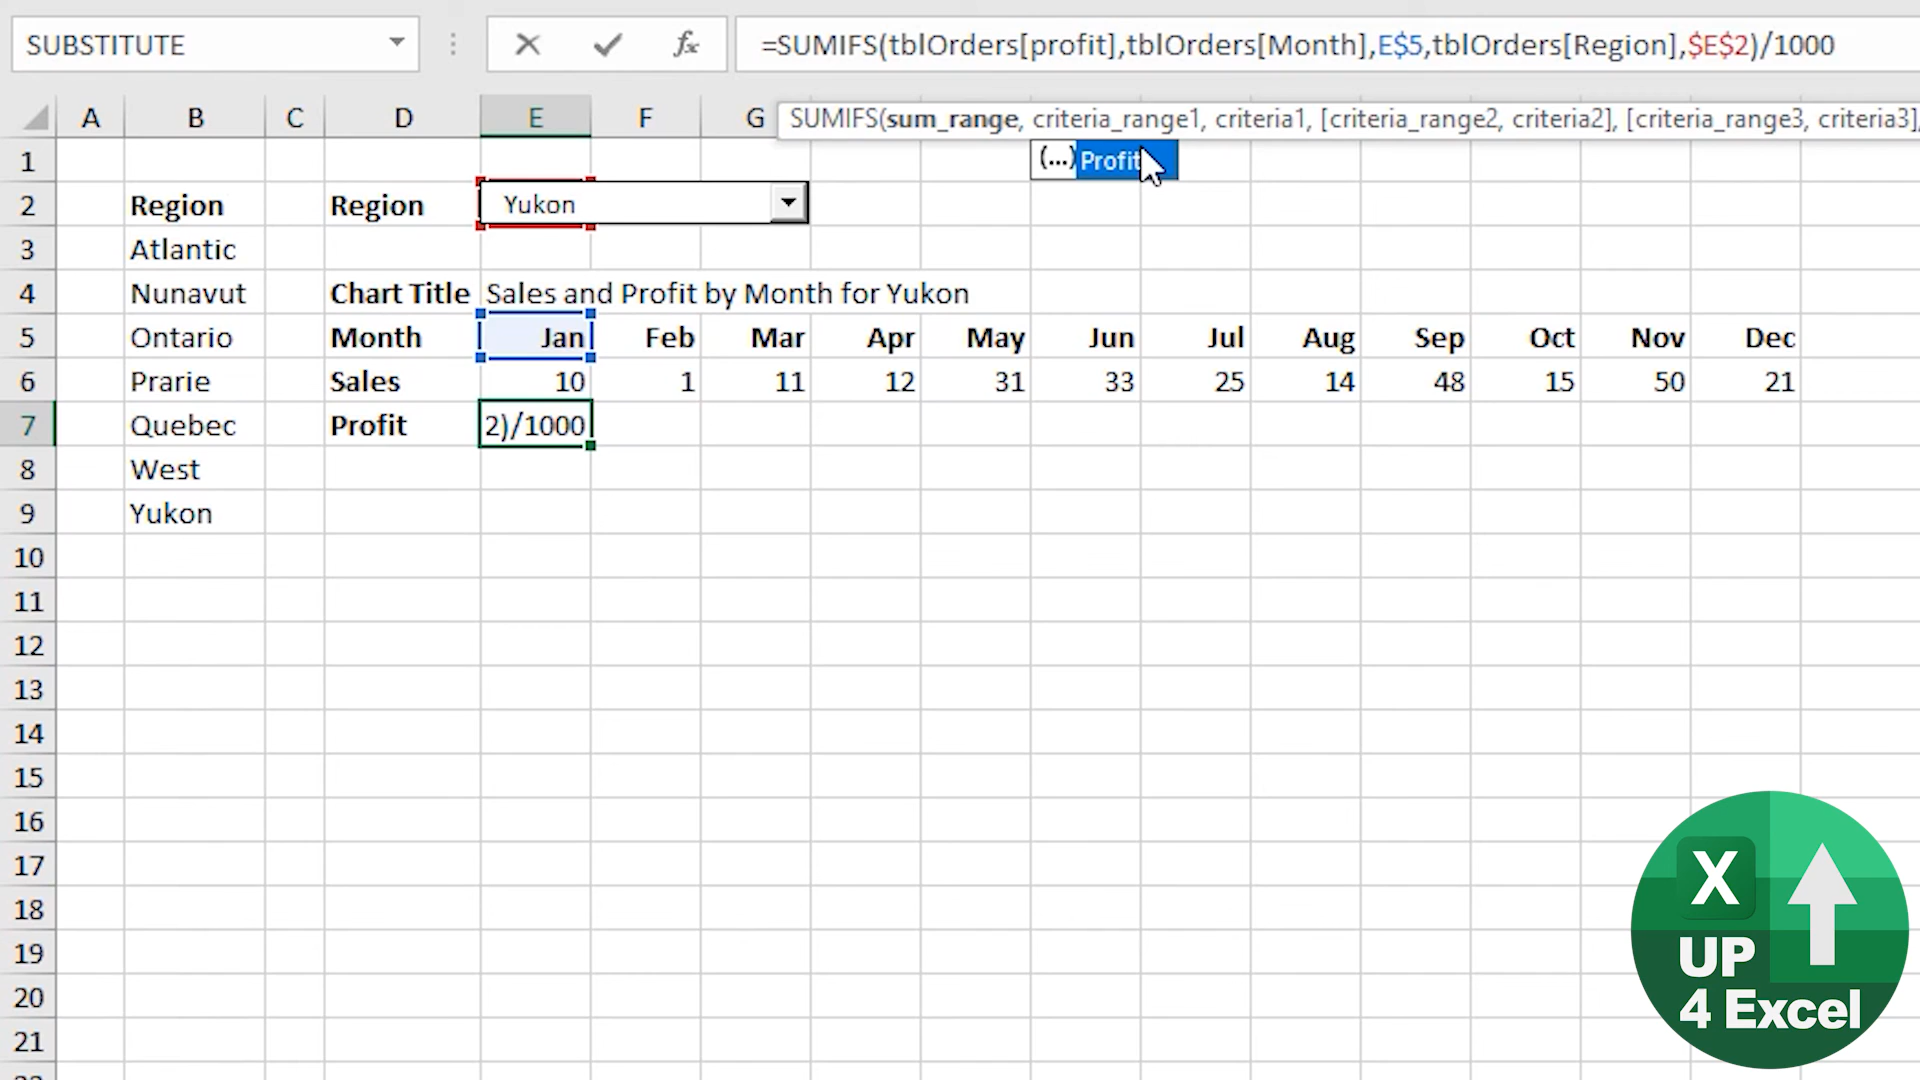 SUBSTITUTE fx =SUMIFS(tblOrders[profit],tblOrders[Month],E$5,tblOrders[Region],$E$2)/1000
A B C D E F G SUMIFS(sum_range, criteria_range1, criteria1, [criteria_range2, criteria2], [criteria_range3, criteria3],
1 (...) Profit
2 Region Region Yukon
3 Atlantic
4 Nunavut Chart Title Sales and Profit by Month for Yukon
5 Ontario Month Jan Feb Mar Apr May Jun Jul Aug Sep Oct Nov Dec
6 Prarie Sales 10 1 11 12 31 33 25 14 48 15 50 21
7 Quebec Profit 2)/1000
8 West
9 Yukon
10
11
12
13
14
15
16
17
18
19
20
21
X
UP
4 Excel